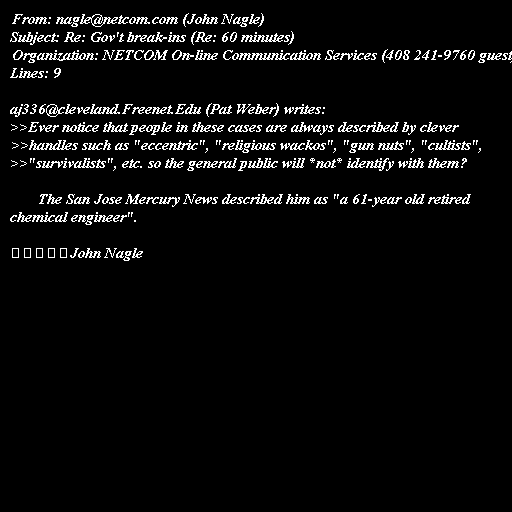 From: nagle@netcom.com (John Nagle)
Subject: Re: Gov't break-ins (Re: 60 minutes)
Organization: NETCOM On-line Communication Services (408 241-9760 guest)
Lines: 9

aj336@cleveland.Freenet.Edu (Pat Weber) writes:
>>Ever notice that people in these cases are always described by clever
>>handles such as "eccentric", "religious wackos", "gun nuts", "cultists",
>>"survivalists", etc. so the general public will *not* identify with them?

The San Jose Mercury News described him as "a 61-year old retired
chemical engineer".

John Nagle